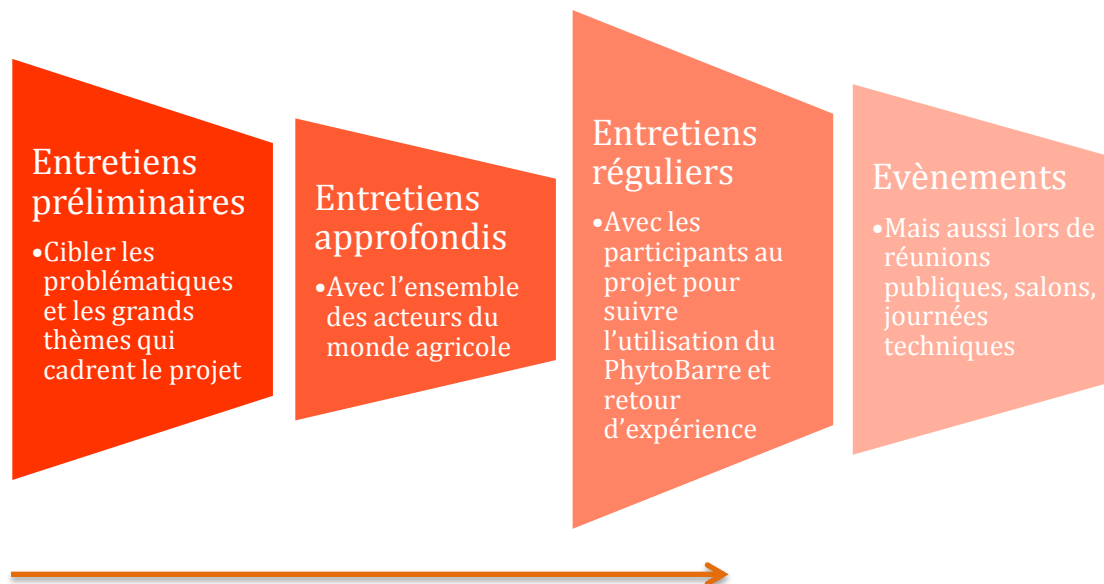 Entretiens
préliminaires
•Cibler les
problématiques
et les grands
thèmes qui
cadrent le projet
Entretiens
approfondis
•Avec l’ensemble
des acteurs du
monde agricole
Entretiens
réguliers
•Avec les
participants au
projet pour
suivre
l’utilisation du
PhytoBarre et
retour
d’expérience
Evènements
•Mais aussi lors de
réunions
publiques, salons,
journées
techniques